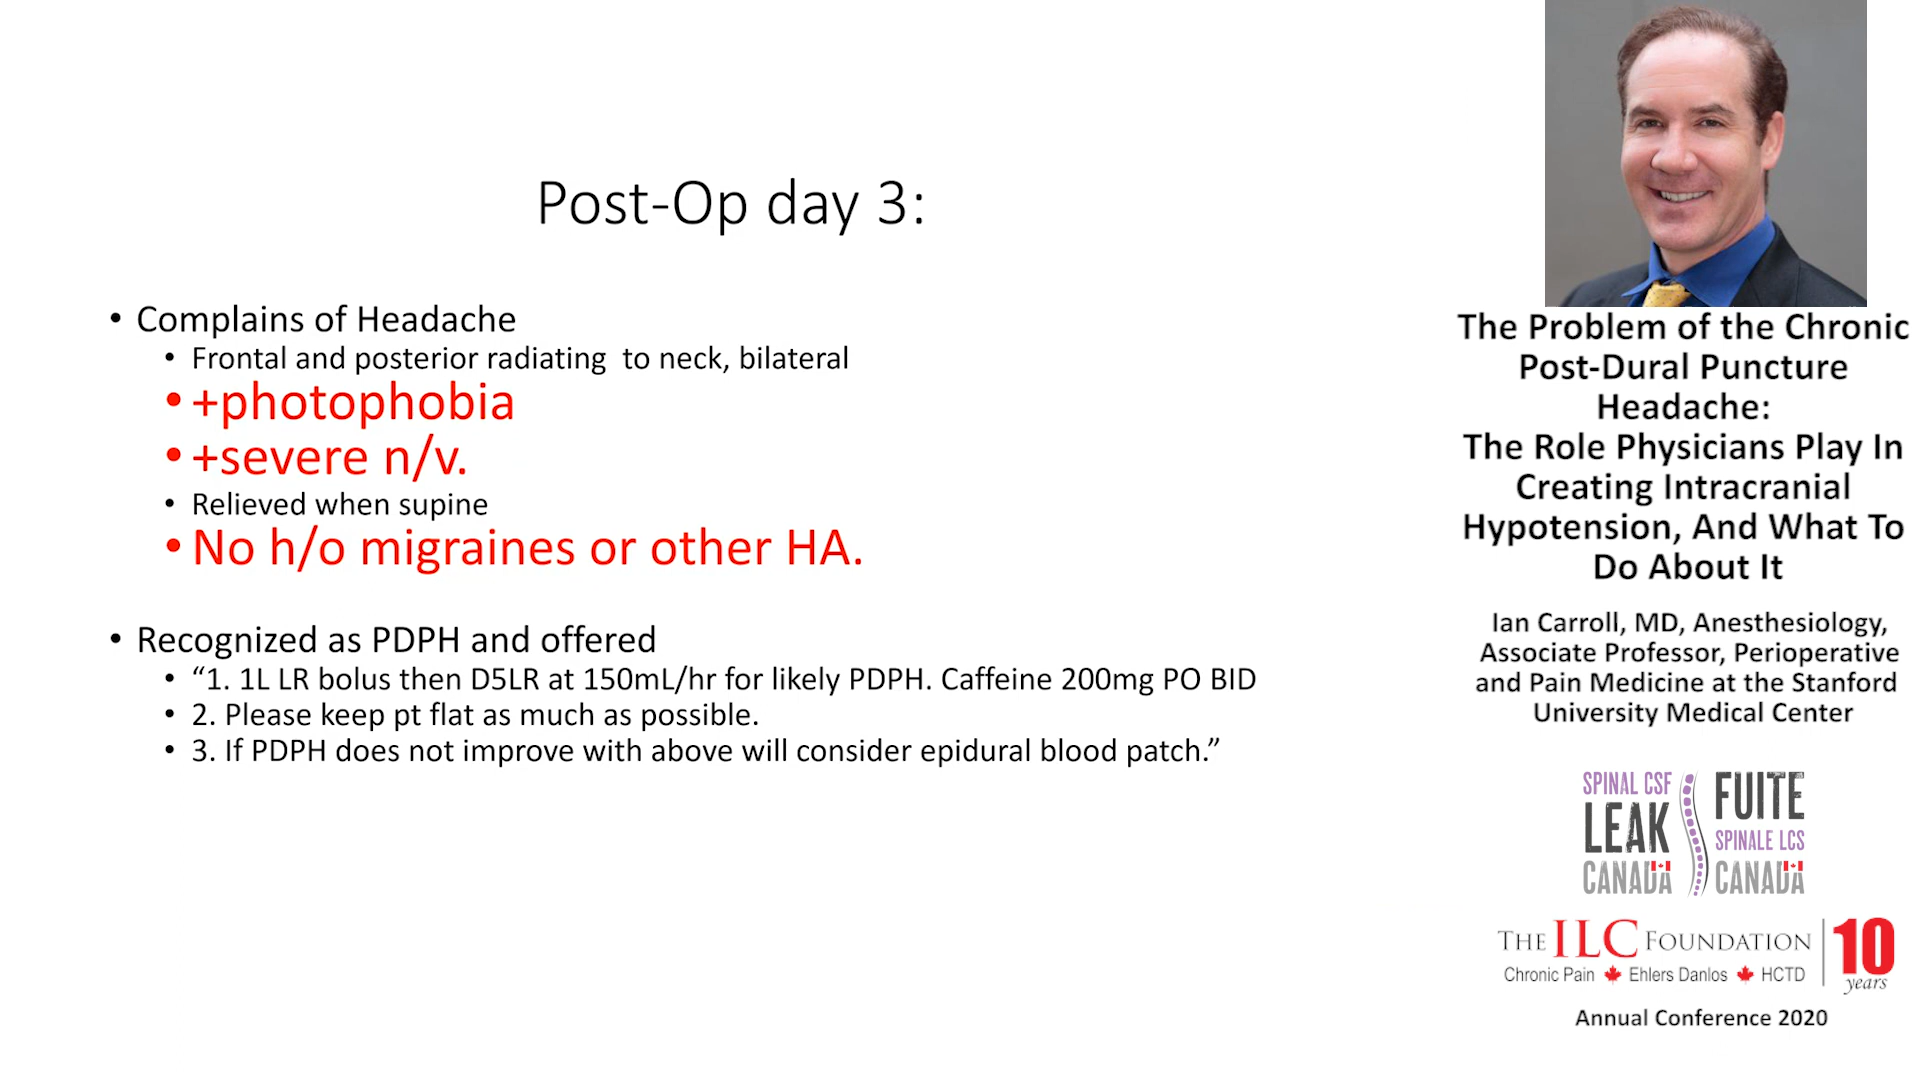 Post-Op day 3:
• Complains of Headache
• Frontal and posterior radiating to neck, bilateral
• +photophobia
• +severe n/v.
• Relieved when supine
• No h/o migraines or other HA.
• Recognized as PDPH and offered
• “1. 1L LR bolus then D5LR at 150mL/hr for likely PDPH. Caffeine 200mg PO BID
• 2. Please keep pt flat as much as possible.
• 3. If PDPH does not improve with above will consider epidural blood patch.”
The Problem of the Chronic
Post-Dural Puncture
Headache:
The Role Physicians Play In
Creating Intracranial
Hypotension, And What To
Do About It
Ian Carroll, MD, Anesthesiology,
Associate Professor, Perioperative
and Pain Medicine at the Stanford
University Medical Center
SPINAL CSF
LEAK
CANADA
FUITE
SPINALE LCS
CANADA
THE ILC FOUNDATION
Chronic Pain Ehlers Danlos HCTD
10
years
Annual Conference 2020